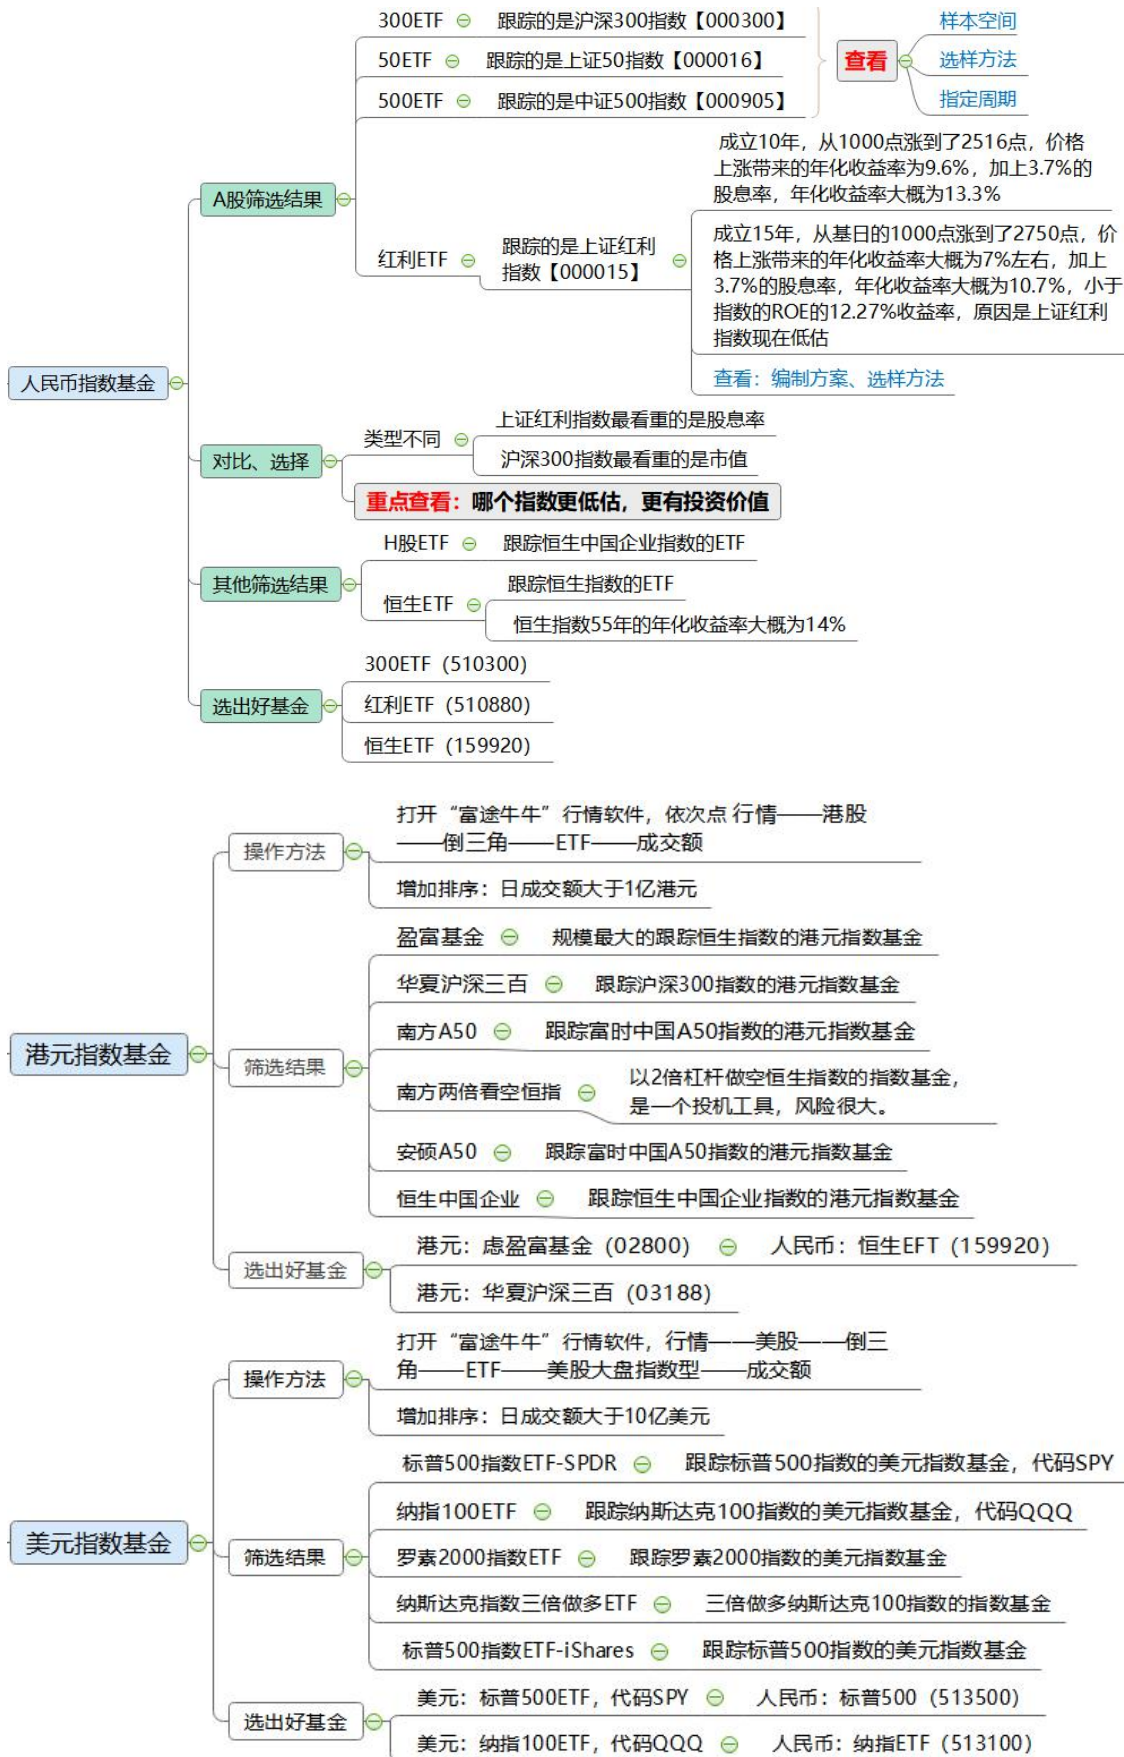 人民币指数基金
A股筛选结果
300ETF
跟踪的是沪深300指数【000300】
50ETF
跟踪的是上证50指数【000016】
500ETF
跟踪的是中证500指数【000905】
查看
样本空间
选样方法
指定周期
红利ETF
跟踪的是上证红利
指数【000015】
成立10年，从1000点涨到了2516点，价格
上涨带来的年化收益率为9.6%，加上3.7%的
股息率，年化收益率大概为13.3%
成立15年，从基日的1000点涨到了2750点，价
格上涨带来的年化收益率大概为7%左右，加上
3.7%的股息率，年化收益率大概为10.7%，小于
指数的ROE的12.27%收益率，原因是上证红利
指数现在低估
查看：编制方案、选样方法
对比、选择
类型不同
上证红利指数最看重的是股息率
沪深300指数最看重的是市值
重点查看：哪个指数更低估，更有投资价值
其他筛选结果
H股ETF
跟踪恒生中国企业指数的ETF
恒生ETF
跟踪恒生指数的ETF
恒生指数55年的年化收益率大概为14%
选出好基金
300ETF（510300）
红利ETF（510880）
恒生ETF（159920）
港元指数基金
操作方法
打开“富途牛牛”行情软件，依次点 行情——港股
——倒三角——ETF——成交额
增加排序：日成交额大于1亿港元
筛选结果
盈富基金
规模最大的跟踪恒生指数的港元指数基金
华夏沪深三百
跟踪沪深300指数的港元指数基金
南方A50
跟踪富时中国A50指数的港元指数基金
南方两倍看空恒指
以2倍杠杆做空恒生指数的指数基金，
是一个投机工具，风险很大。
安硕A50
跟踪富时中国A50指数的港元指数基金
恒生中国企业
跟踪恒生中国企业指数的港元指数基金
选出好基金
港元：虑盈富基金（02800）
人民币：恒生EFT（159920）
港元：华夏沪深三百（03188）
美元指数基金
操作方法
打开“富途牛牛”行情软件，行情——美股——倒三
角——ETF——美股大盘指数型——成交额
增加排序：日成交额大于10亿美元
筛选结果
标普500指数ETF-SPDR
跟踪标普500指数的美元指数基金，代码SPY
纳指100ETF
跟踪纳斯达克100指数的美元指数基金，代码QQQ
罗素2000指数ETF
跟踪罗素2000指数的美元指数基金
纳斯达克指数三倍做多ETF
三倍做多纳斯达克100指数的指数基金
标普500指数ETF-iShares
跟踪标普500指数的美元指数基金
选出好基金
美元：标普500ETF，代码SPY
人民币：标普500（513500）
美元：纳指100ETF，代码QQQ
人民币：纳指ETF（513100）